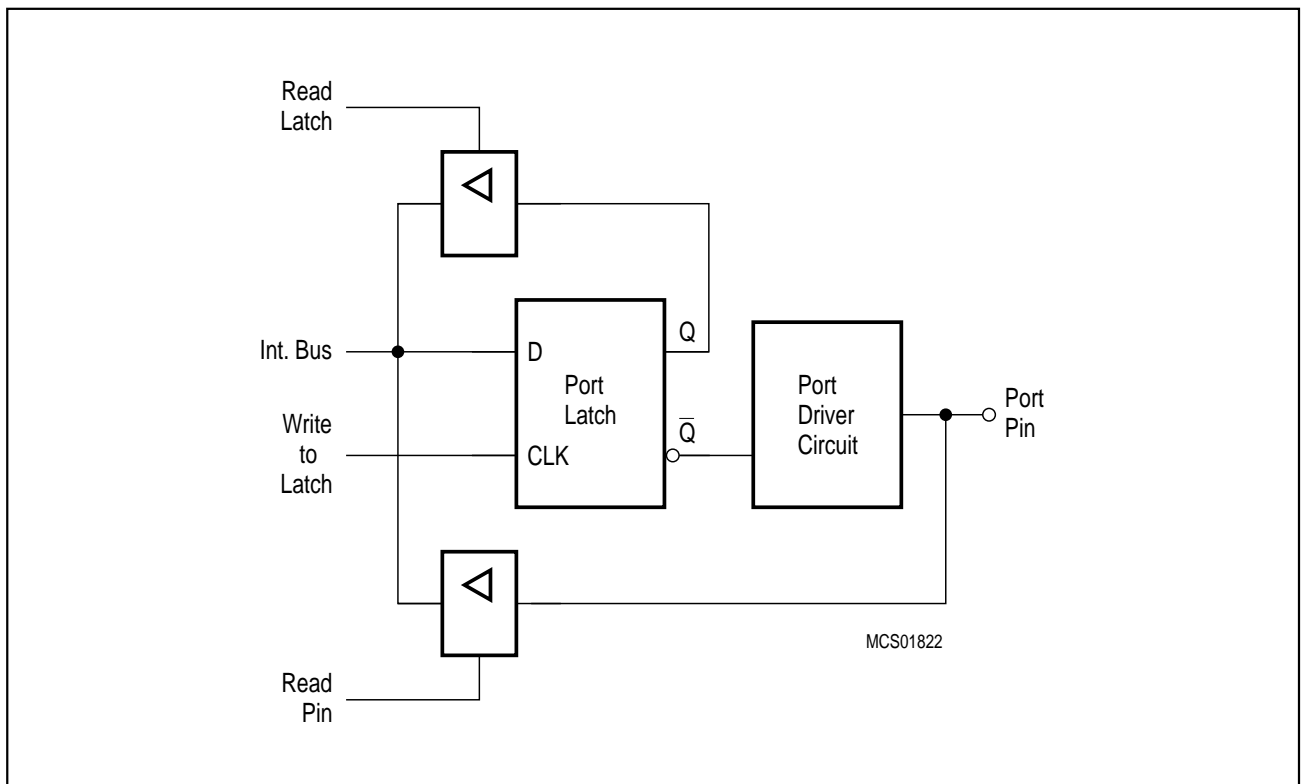 Read
Latch
Q
Int. Bus
D
Port
Latch
Port
Driver
Circuit
Port
Pin
Q̅
Write
to
Latch
CLK
MCS01822
Read
Pin